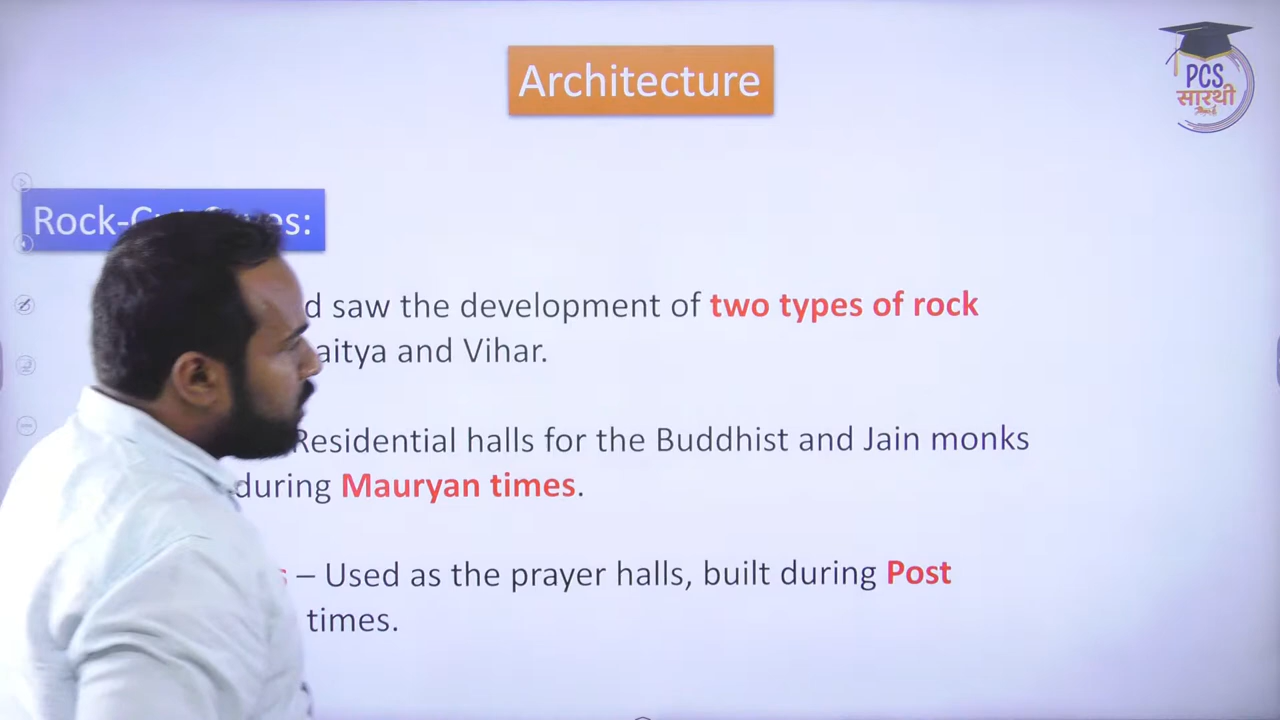 Architecture
PCS
सारथी
Rock-Cut Caves:
saw the development of two types of rock
and Vihar.
Residential halls for the Buddhist and Jain monks
during Mauryan times.
– Used as the prayer halls, built during Post
times.